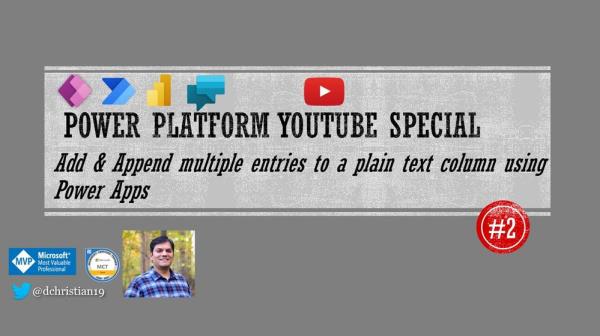 POWER PLATFORM YOUTUBE SPECIAL
Add & Append multiple entries to a plain text column using
Power Apps
#2
MVP
Microsoft®
Most Valuable
Professional
MCT
@dchristian19